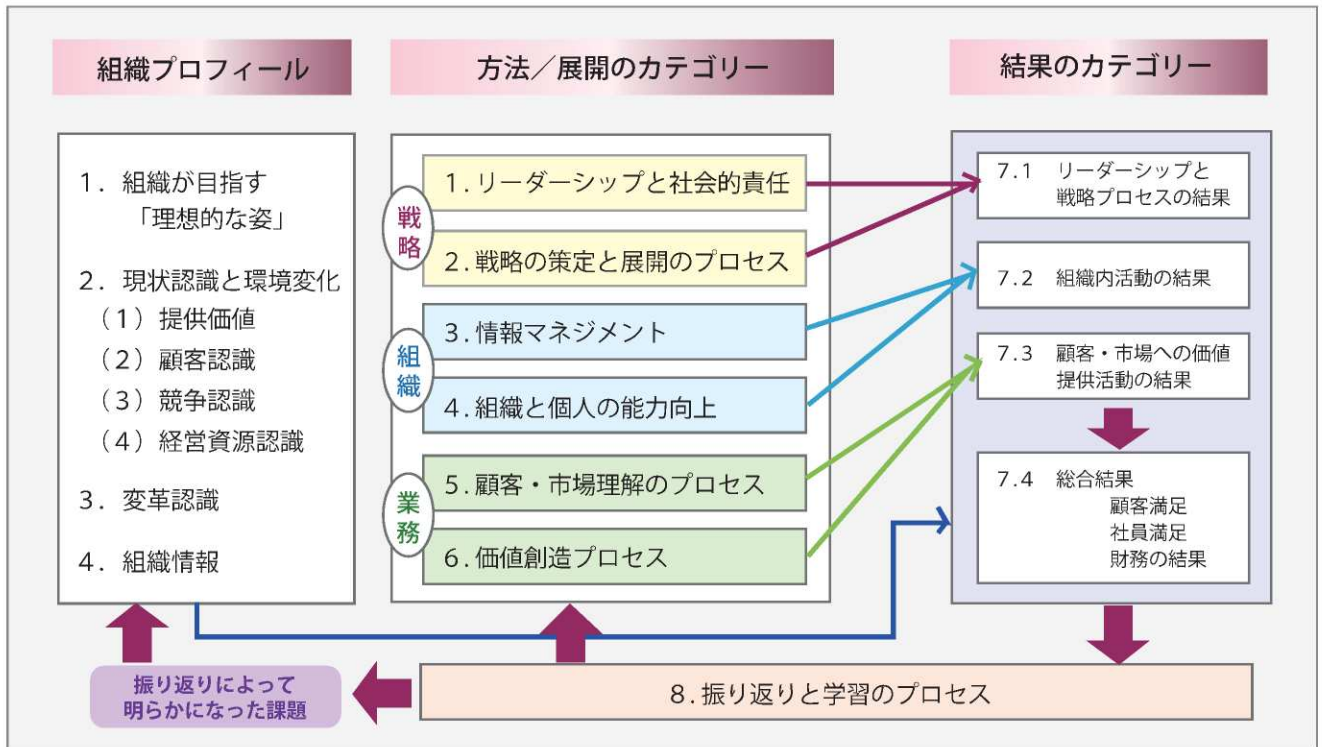 組織プロフィール
方法／展開のカテゴリー
結果のカテゴリー
1．組織が目指す
「理想的な姿」
2．現状認識と環境変化
（1）提供価値
（2）顧客認識
（3）競争認識
（4）経営資源認識
3．変革認識
4．組織情報
戦略
1．リーダーシップと社会的責任
2．戦略の策定と展開のプロセス
組織
3．情報マネジメント
4．組織と個人の能力向上
業務
5．顧客・市場理解のプロセス
6．価値創造プロセス
7.1 リーダーシップと
戦略プロセスの結果
7.2 組織内活動の結果
7.3 顧客・市場への価値
提供活動の結果
7.4 総合結果
顧客満足
社員満足
財務の結果
振り返りによって
明らかになった課題
8．振り返りと学習のプロセス